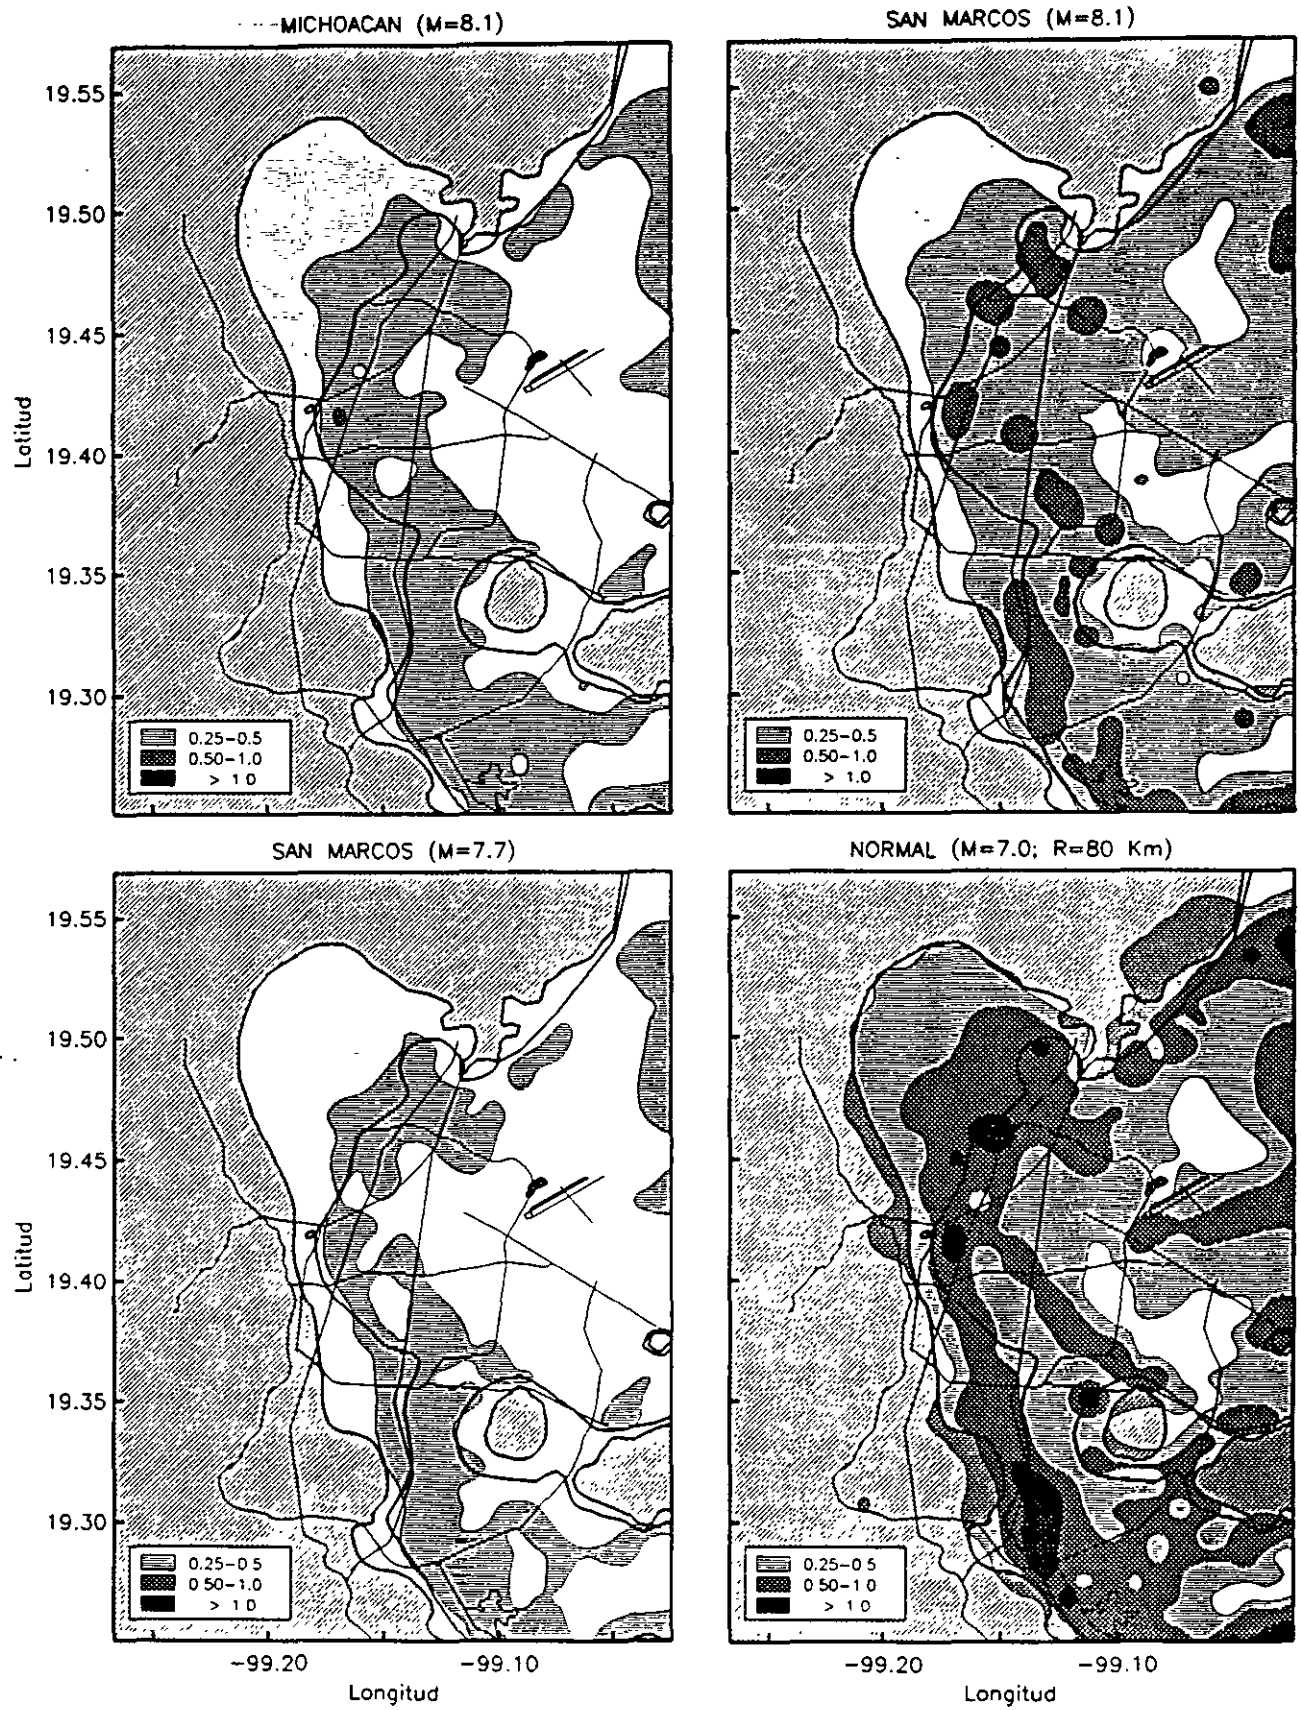 MICHOACAN (M=8.1)
SAN MARCOS (M=8.1)
19.55
19.50
19.45
19.40
19.35
19.30
Latitud
0.25-0.5
0.50-1.0
> 1 0
0.25-0.5
0.50-1.0
> 1.0
SAN MARCOS (M=7.7)
NORMAL (M=7.0; R=80 Km)
19.55
19.50
19.45
19.40
19.35
19.30
Latitud
0.25-0 5
0 50-1.0
> 1 0
0.25-0 5
0 50-1 0
> 1 0
-99.20
-99.10
-99.20
-99.10
Longitud
Longitud